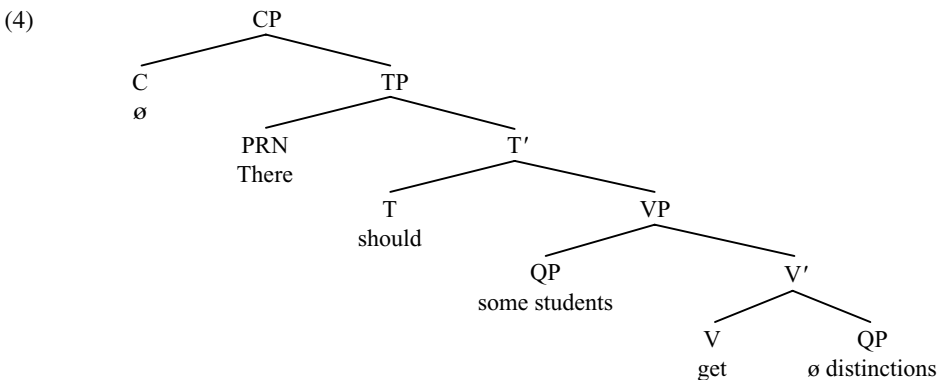 (4)
CP
C
TP
ø
PRN
T′
There
T
VP
should
QP
V′
some students
V
QP
get
ø distinctions